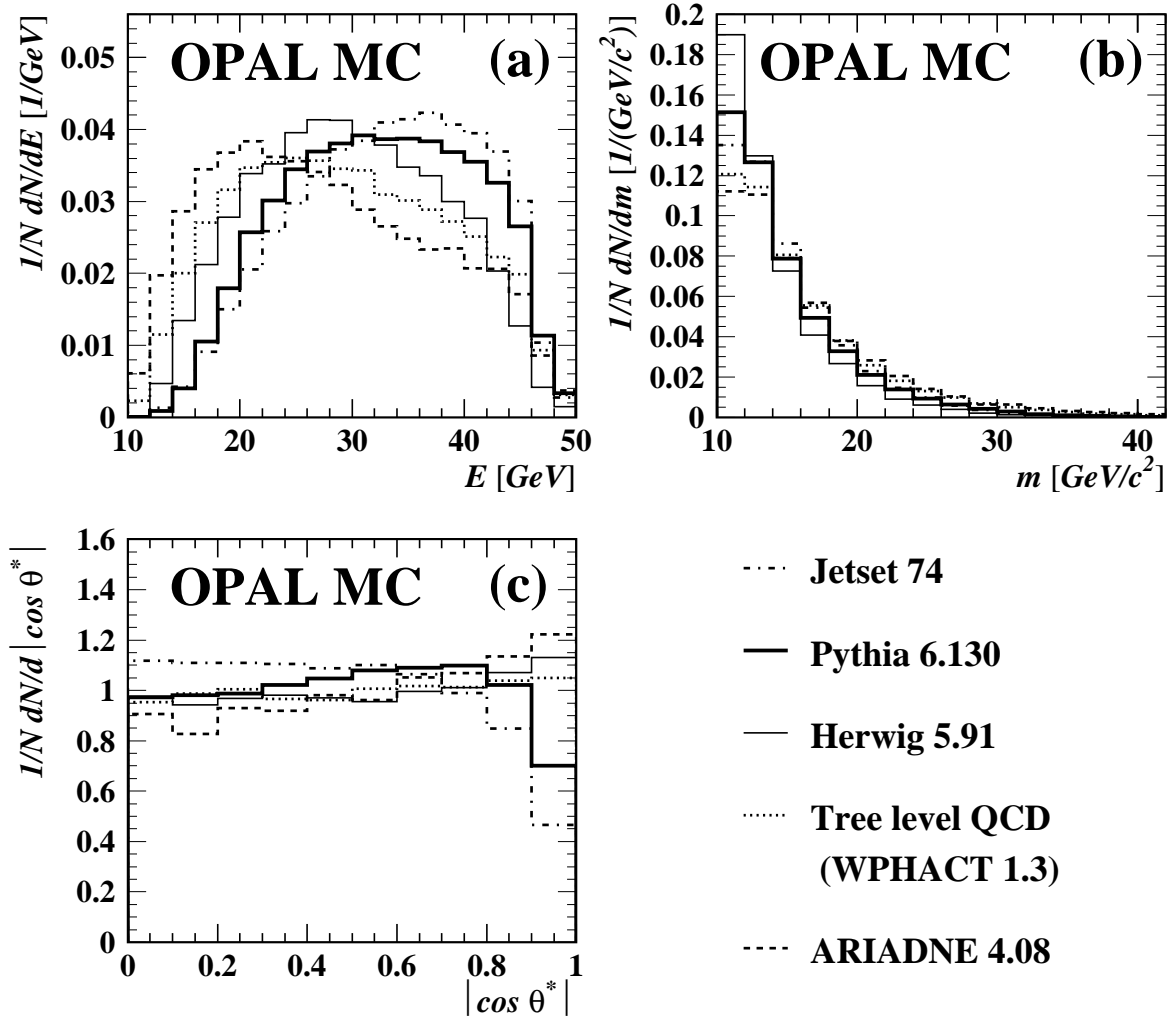 OPAL MC (a)
1/N dN/dE [1/GeV]
0.05
0.04
0.03
0.02
0.01
0
10 20 30 40 50
E [GeV]
OPAL MC (b)
1/N dN/dm [1/(GeV/c²)]
0.2
0.18
0.16
0.14
0.12
0.1
0.08
0.06
0.04
0.02
0
10 20 30 40
m [GeV/c²]
OPAL MC (c)
1/N dN/d|cos θ*|
1.6
1.4
1.2
1
0.8
0.6
0.4
0.2
0
0 0.2 0.4 0.6 0.8 1
|cos θ*|
Jetset 74
Pythia 6.130
Herwig 5.91
Tree level QCD
(WPHACT 1.3)
ARIADNE 4.08